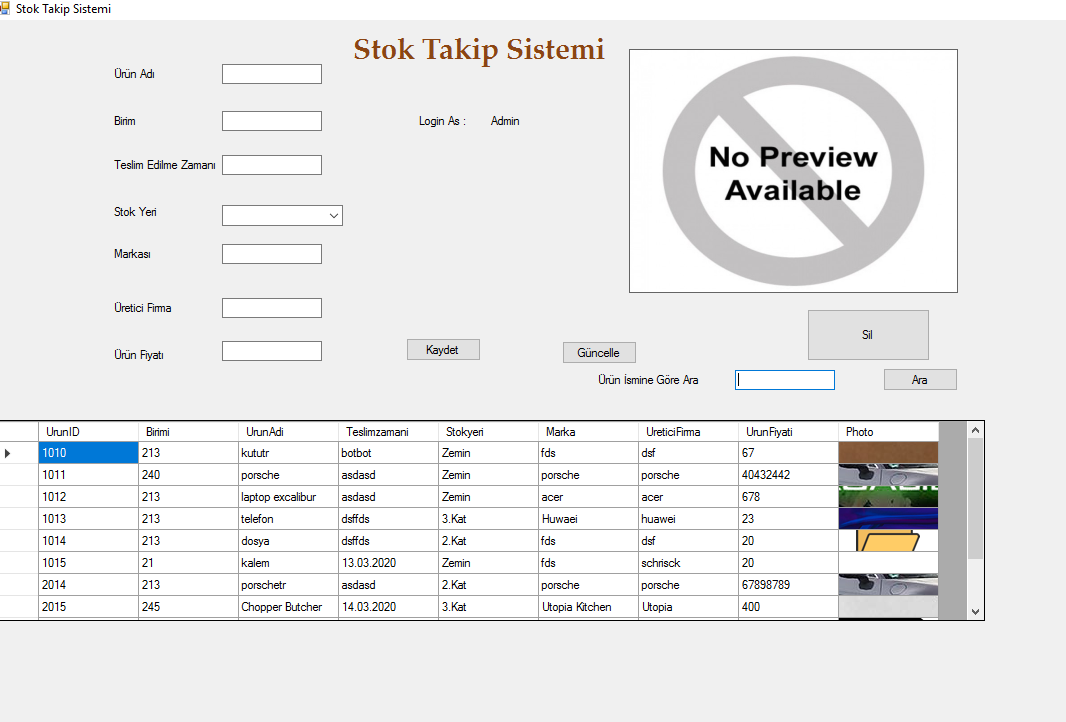 Stok Takip Sistemi
Stok Takip Sistemi
Ürün Adı
Birim
Login As : Admin
Teslim Edilme Zamanı
Stok Yeri
Markası
Üretici Firma
Ürün Fiyatı
No Preview
Available
Kaydet
Güncelle
Sil
Ürün İsmine Göre Ara
Ara
UrunID Birimi UrunAdi Teslimzamani Stokyeri Marka UreticiFirma UrunFiyati Photo
1010 213 kututr botbot Zemin fds dsf 67
1011 240 porsche asdasd Zemin porsche porsche 40432442
1012 213 laptop excalibur asdasd Zemin acer acer 678
1013 213 telefon dsffds 3.Kat Huwaei huawei 23
1014 213 dosya dsffds 2.Kat fds dsf 20
1015 21 kalem 13.03.2020 Zemin fds schrisck 20
2014 213 porschetr asdasd 2.Kat porsche porsche 67898789
2015 245 Chopper Butcher 14.03.2020 3.Kat Utopia Kitchen Utopia 400